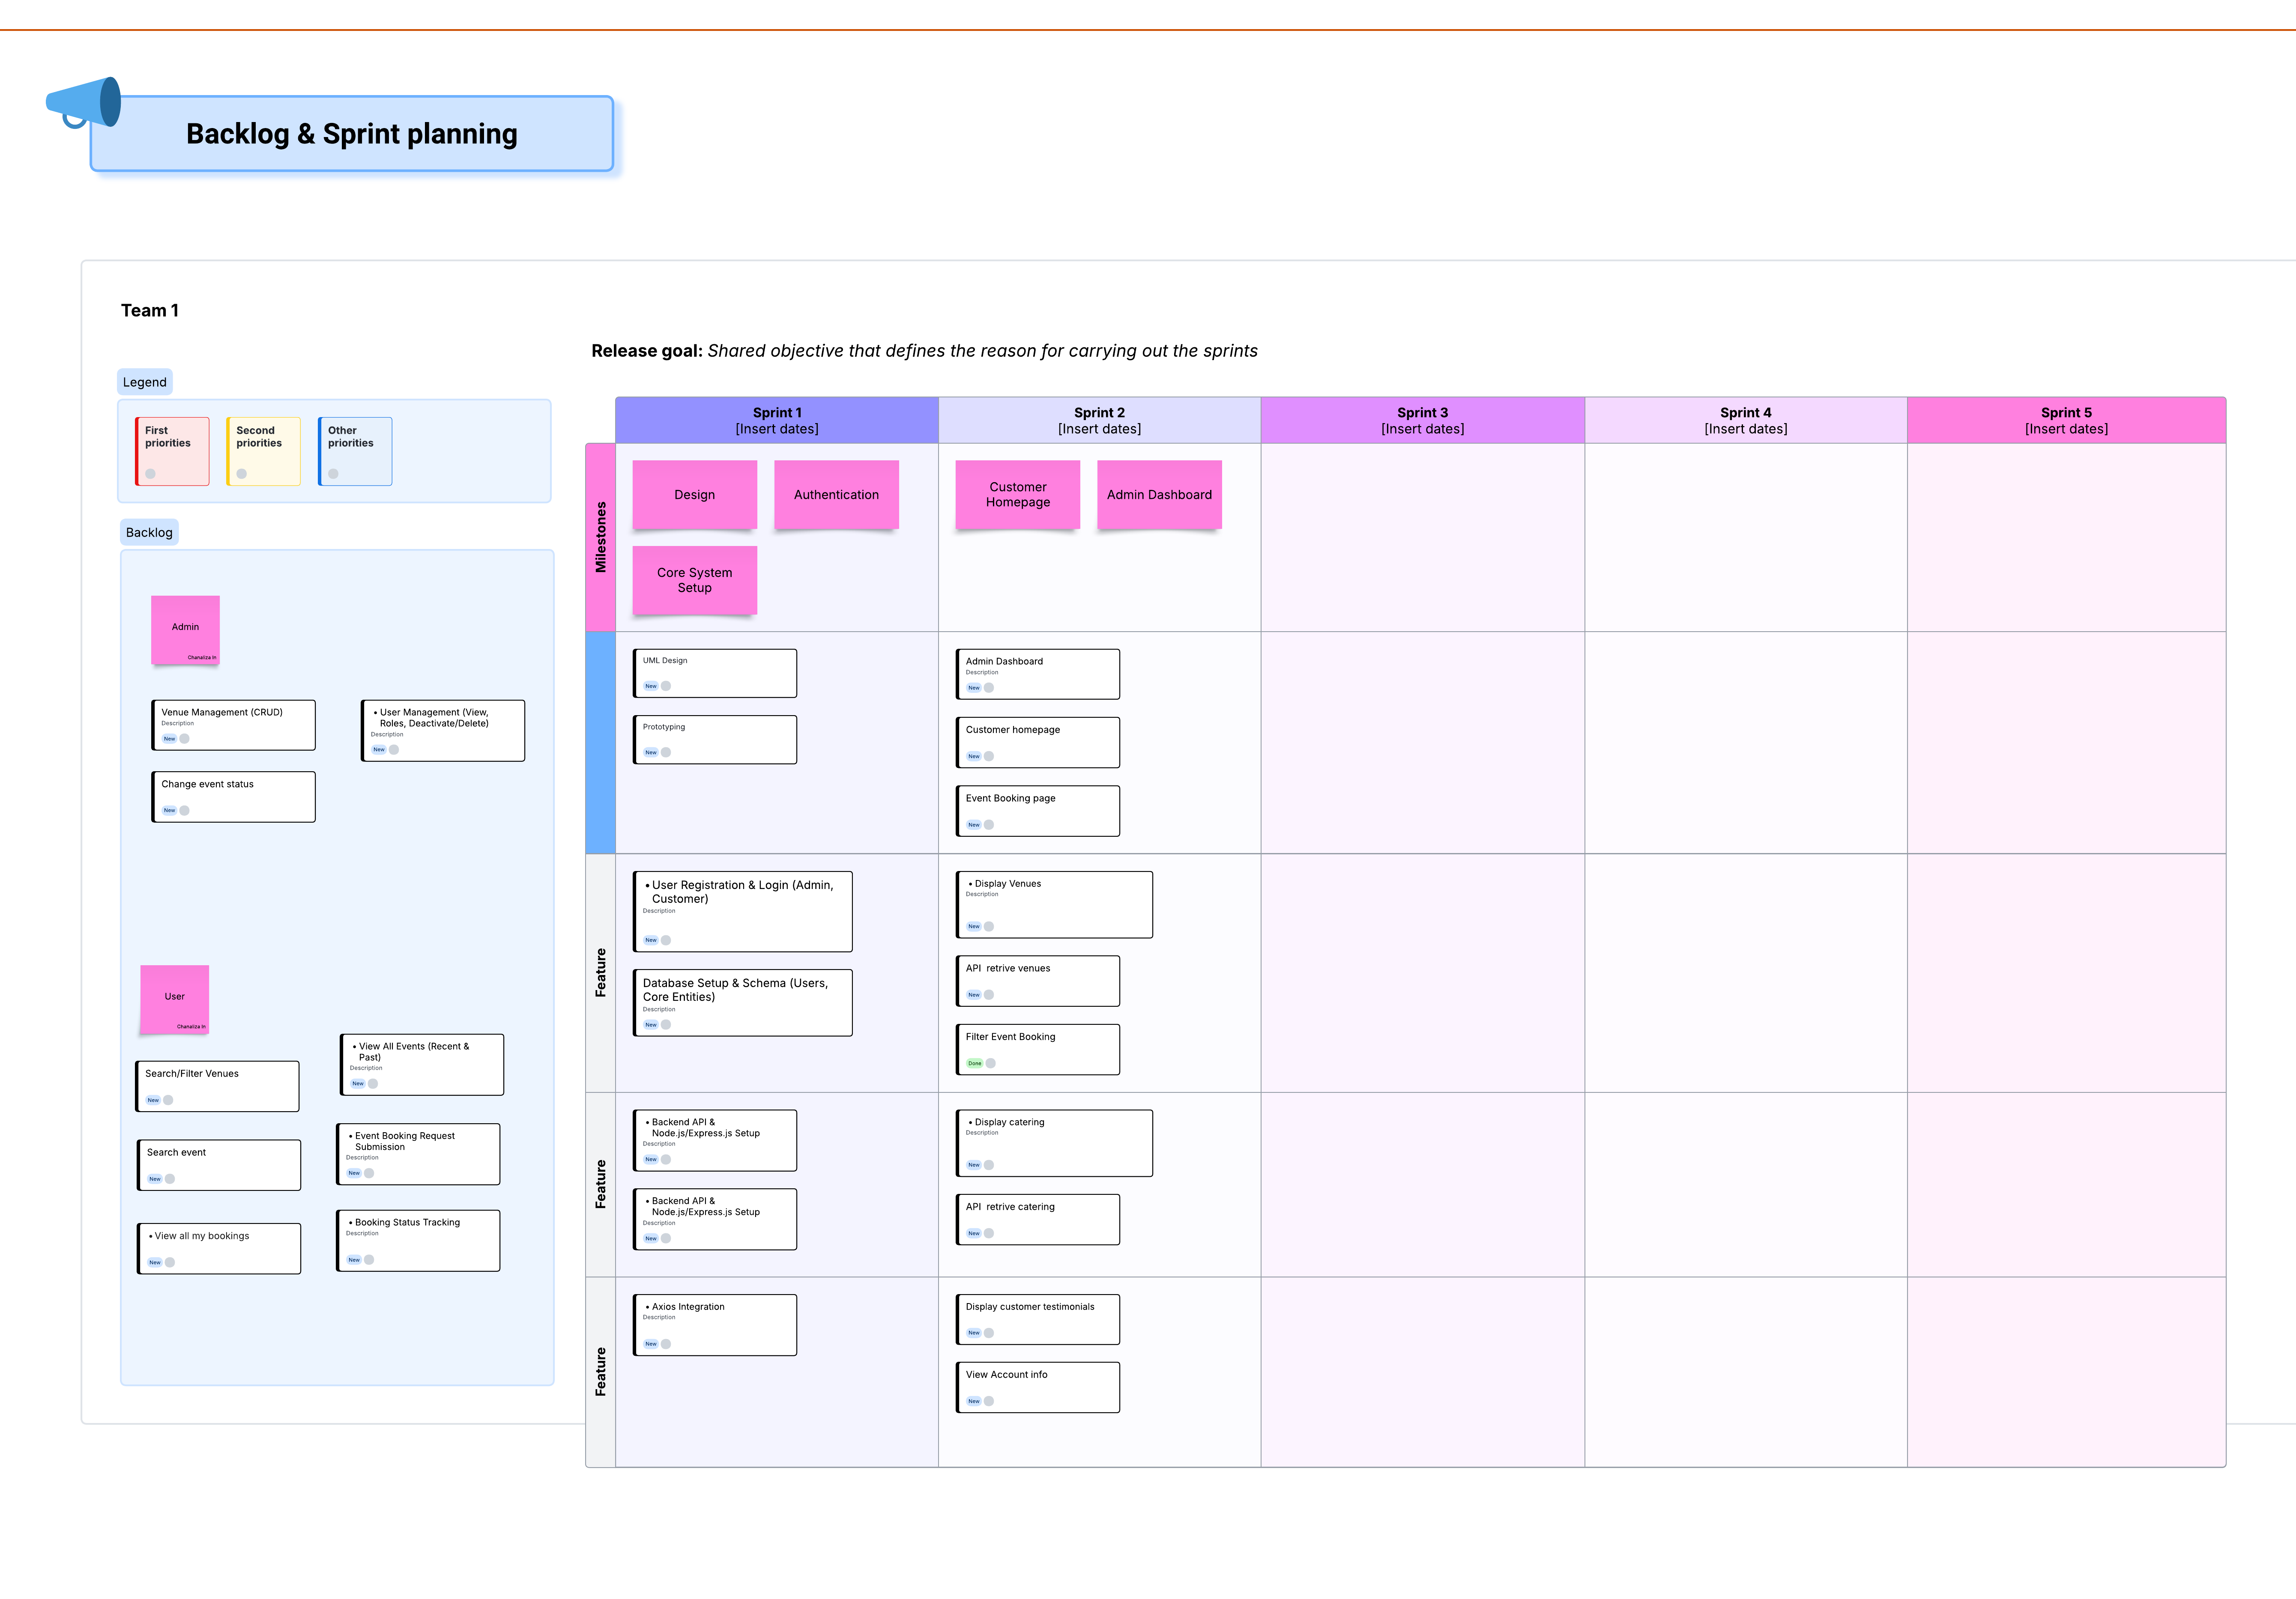 Backlog & Sprint planning
Team 1
Release goal: Shared objective that defines the reason for carrying out the sprints
Legend
First
priorities
Second
priorities
Other
priorities
Backlog
Admin
Chanaliza In
Venue Management (CRUD)
Description
New
• User Management (View,
Roles, Deactivate/Delete)
Description
New
Change event status
New
User
Chanaliza In
• View All Events (Recent &
Past)
Description
New
Search/Filter Venues
New
• Event Booking Request
Submission
Description
New
Search event
New
• Booking Status Tracking
Description
New
• View all my bookings
New
Sprint 1
[Insert dates]
Sprint 2
[Insert dates]
Sprint 3
[Insert dates]
Sprint 4
[Insert dates]
Sprint 5
[Insert dates]
Milestones
Design
Authentication
Core System
Setup
Customer
Homepage
Admin Dashboard
UML Design
New
Prototyping
New
Admin Dashboard
Description
New
Customer homepage
New
Event Booking page
New
Feature
• User Registration & Login (Admin,
Customer)
Description
New
Database Setup & Schema (Users,
Core Entities)
Description
New
• Display Venues
Description
New
API  retrive venues
New
Filter Event Booking
Done
Feature
• Backend API &
Node.js/Express.js Setup
Description
New
• Backend API &
Node.js/Express.js Setup
Description
New
• Display catering
Description
New
API  retrive catering
New
Feature
• Axios Integration
Description
New
Display customer testimonials
New
View Account info
New